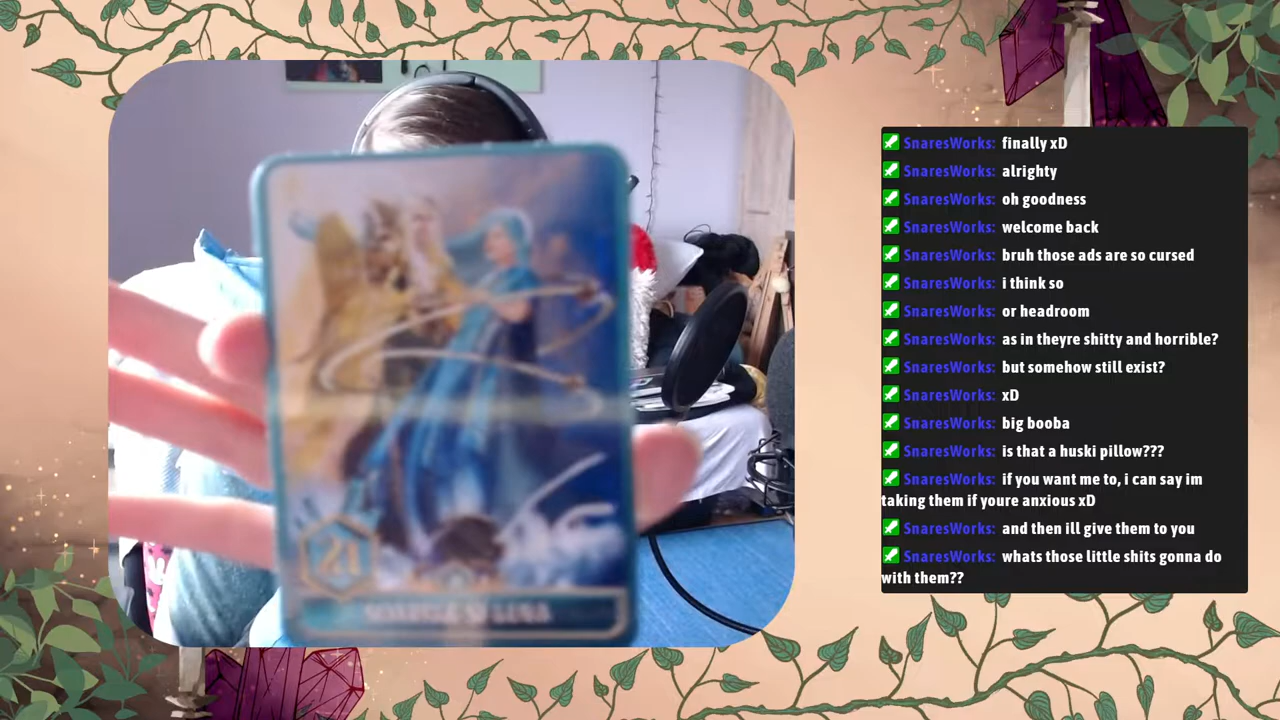 21
SnaresWorks: finally xD
SnaresWorks: alrighty
SnaresWorks: oh goodness
SnaresWorks: welcome back
SnaresWorks: bruh those ads are so cursed
SnaresWorks: i think so
SnaresWorks: or headroom
SnaresWorks: as in theyre shitty and horrible?
SnaresWorks: but somehow still exist?
SnaresWorks: xD
SnaresWorks: big booba
SnaresWorks: is that a huski pillow???
SnaresWorks: if you want me to, i can say im
taking them if youre anxious xD
SnaresWorks: and then ill give them to you
SnaresWorks: whats those little shits gonna do
with them??